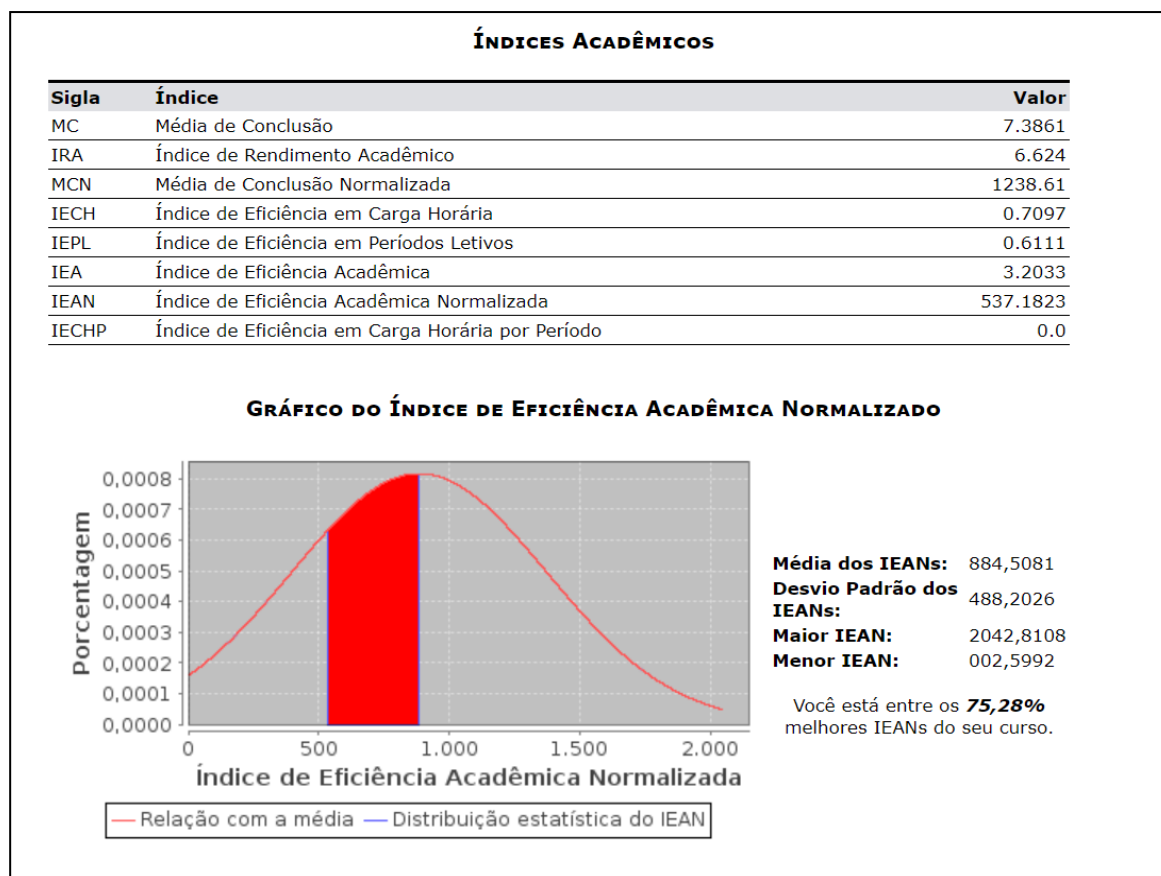 ÍNDICES ACADÊMICOS
Sigla Índice Valor
MC Média de Conclusão 7.3861
IRA Índice de Rendimento Acadêmico 6.624
MCN Média de Conclusão Normalizada 1238.61
IECH Índice de Eficiência em Carga Horária 0.7097
IEPL Índice de Eficiência em Períodos Letivos 0.6111
IEA Índice de Eficiência Acadêmica 3.2033
IEAN Índice de Eficiência Acadêmica Normalizada 537.1823
IECHP Índice de Eficiência em Carga Horária por Período 0.0
GRÁFICO DO ÍNDICE DE EFICIÊNCIA ACADÊMICA NORMALIZADO
Porcentagem
0,0008
0,0007
0,0006
0,0005
0,0004
0,0003
0,0002
0,0001
0,0000
0 500 1.000 1.500 2.000
Índice de Eficiência Acadêmica Normalizada
Relação com a média Distribuição estatística do IEAN
Média dos IEANs: 884,5081
Desvio Padrão dos
IEANs: 488,2026
Maior IEAN: 2042,8108
Menor IEAN: 002,5992
Você está entre os 75,28%
melhores IEANs do seu curso.